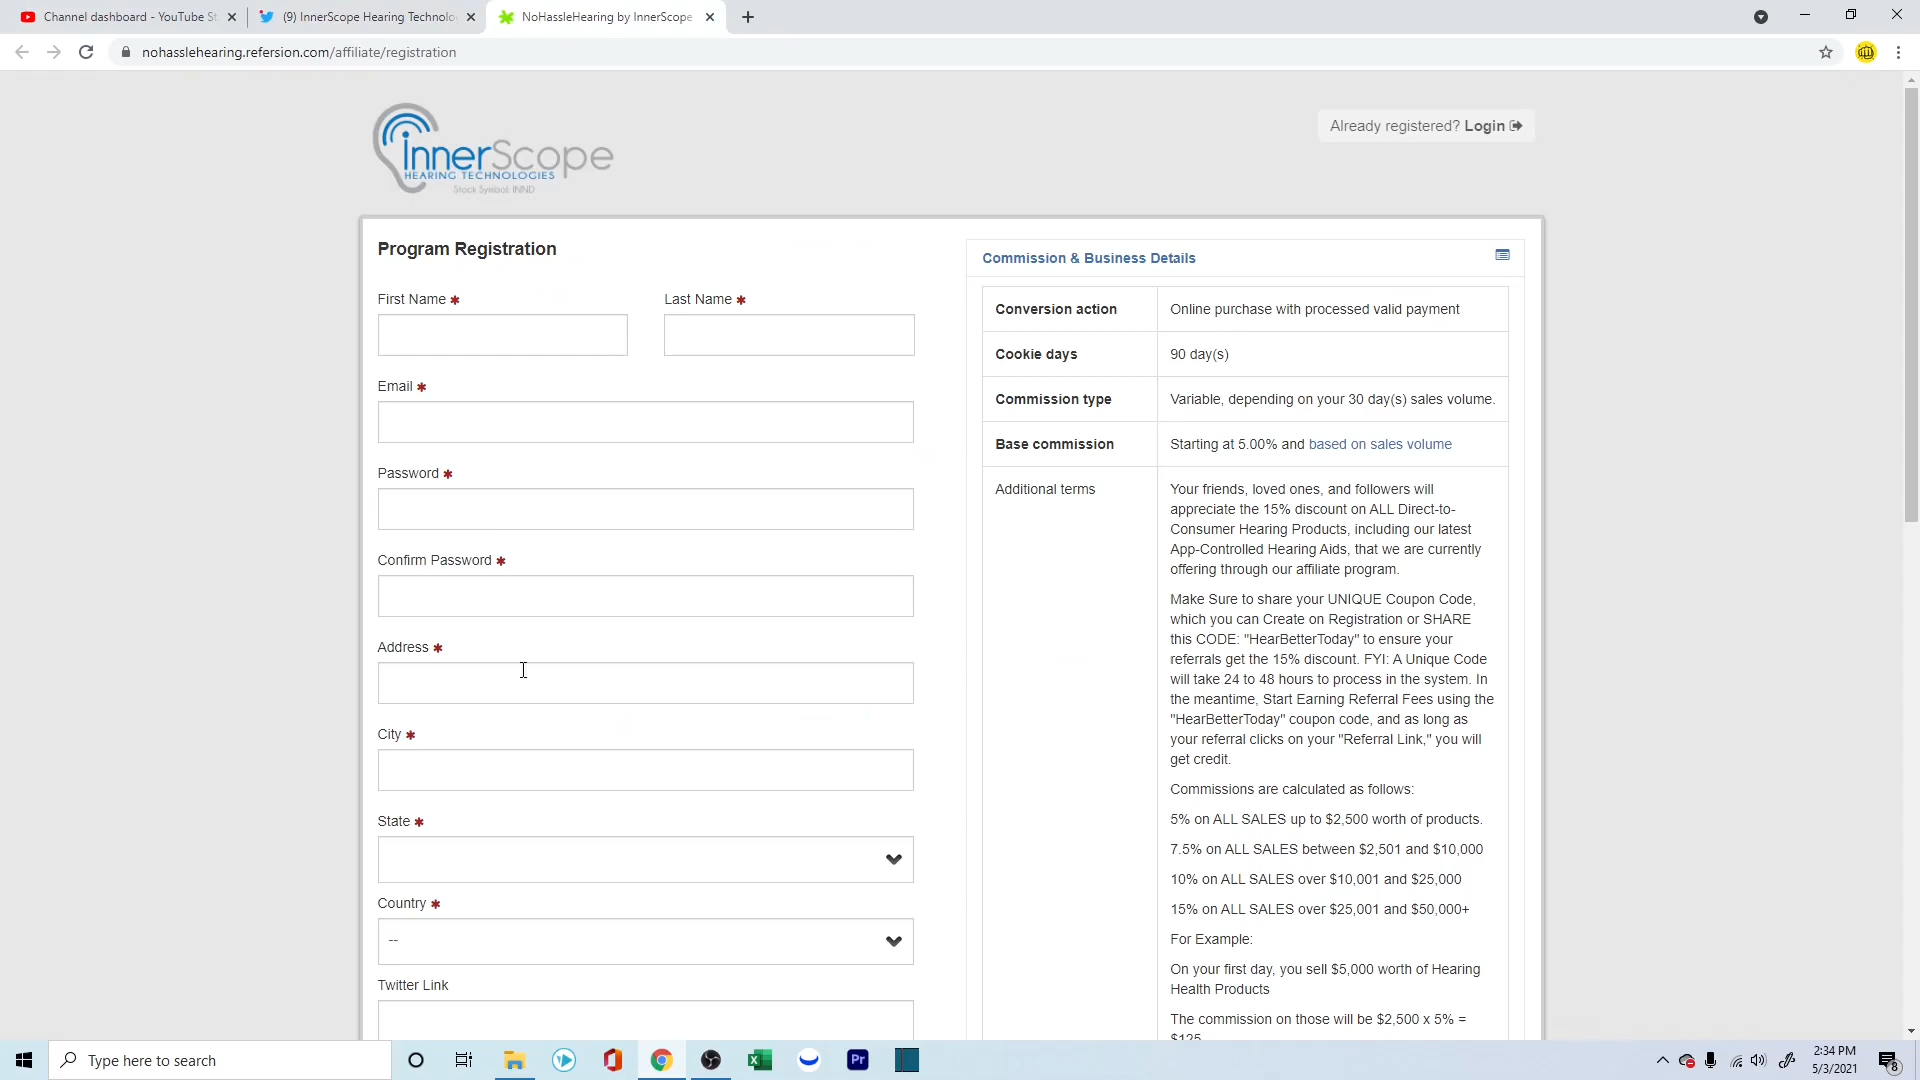 Channel dashboard - YouTube St
(9) InnerScope Hearing Technolo
NoHassleHearing by InnerScope
nohasslehearing.refersion.com/affiliate/registration
InnerScope
HEARING TECHNOLOGIES
Stock Symbol: INND
Already registered? Login
Program Registration
First Name *
Last Name *
Email *
Password *
Confirm Password *
Address *
City *
State *
Country *
--
Twitter Link
Commission & Business Details
Conversion action
Online purchase with processed valid payment
Cookie days
90 day(s)
Commission type
Variable, depending on your 30 day(s) sales volume.
Base commission
Starting at 5.00% and based on sales volume
Additional terms
Your friends, loved ones, and followers will
appreciate the 15% discount on ALL Direct-to-
Consumer Hearing Products, including our latest
App-Controlled Hearing Aids, that we are currently
offering through our affiliate program.
Make Sure to share your UNIQUE Coupon Code,
which you can Create on Registration or SHARE
this CODE: "HearBetterToday" to ensure your
referrals get the 15% discount. FYI: A Unique Code
will take 24 to 48 hours to process in the system. In
the meantime, Start Earning Referral Fees using the
"HearBetterToday" coupon code, and as long as
your referral clicks on your "Referral Link," you will
get credit.
Commissions are calculated as follows:
5% on ALL SALES up to $2,500 worth of products.
7.5% on ALL SALES between $2,501 and $10,000
10% on ALL SALES over $10,001 and $25,000
15% on ALL SALES over $25,001 and $50,000+
For Example:
On your first day, you sell $5,000 worth of Hearing
Health Products
The commission on those will be $2,500 x 5% =
$125
Type here to search
Pr
2:34 PM
5/3/2021
8